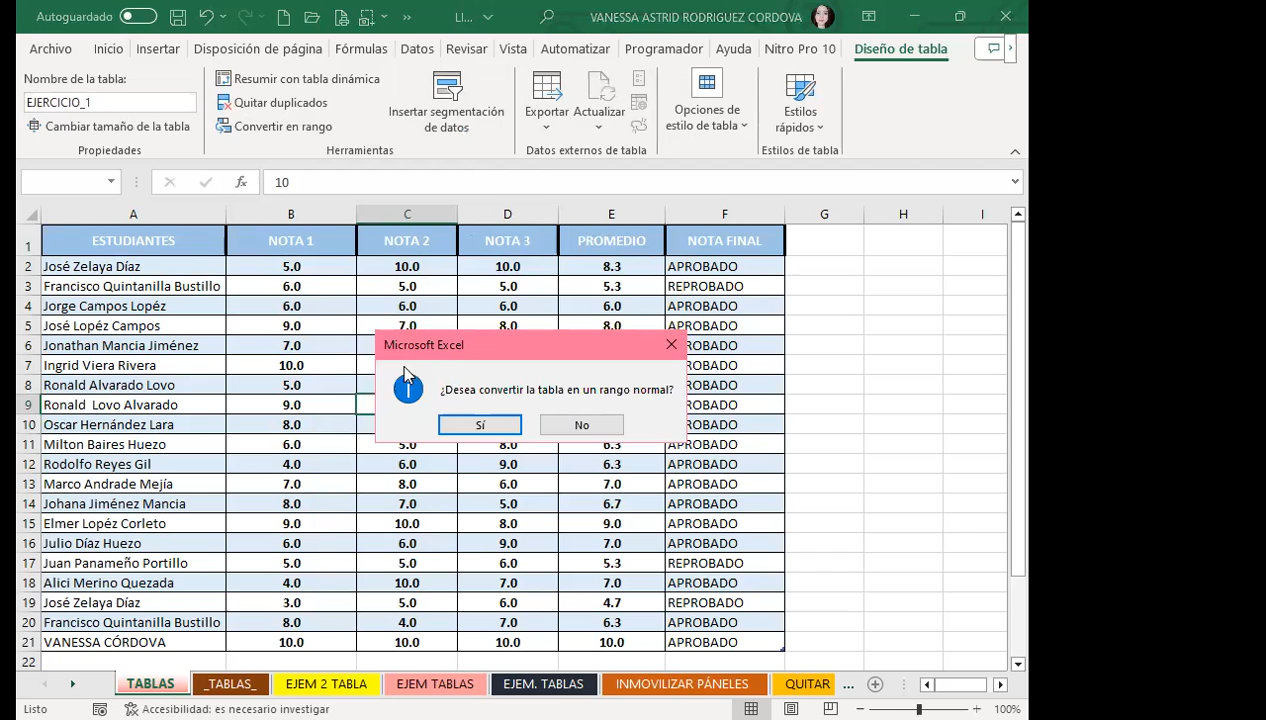 Autoguardado
LI...
VANESSA ASTRID RODRIGUEZ CORDOVA
Archivo Inicio Insertar Disposición de página Fórmulas Datos Revisar Vista Automatizar Programador Ayuda Nitro Pro 10 Diseño de tabla
Nombre de la tabla:
EJERCICIO_1
Cambiar tamaño de la tabla
Propiedades
Resumir con tabla dinámica
Quitar duplicados
Convertir en rango
Insertar segmentación
de datos
Herramientas
Exportar Actualizar
Datos externos de tabla
Opciones de
estilo de tabla
Estilos
rápidos
Estilos de tabla
fx 10
A B C D E F G H I
1 ESTUDIANTES NOTA 1 NOTA 2 NOTA 3 PROMEDIO NOTA FINAL
2 José Zelaya Díaz 5.0 10.0 10.0 8.3 APROBADO
3 Francisco Quintanilla Bustillo 6.0 5.0 5.0 5.3 REPROBADO
4 Jorge Campos Lopéz 6.0 6.0 6.0 6.0 APROBADO
5 José Lopéz Campos 9.0 7.0 8.0 8.0 APROBADO
6 Jonathan Mancia Jiménez 7.0 ROBADO
7 Ingrid Viera Rivera 10.0 ROBADO
8 Ronald Alvarado Lovo 5.0 ROBADO
9 Ronald Lovo Alvarado 9.0 ROBADO
10 Oscar Hernández Lara 8.0 ROBADO
11 Milton Baires Huezo 6.0 5.0 8.0 6.3 APROBADO
12 Rodolfo Reyes Gil 4.0 6.0 9.0 6.3 APROBADO
13 Marco Andrade Mejía 7.0 8.0 6.0 7.0 APROBADO
14 Johana Jiménez Mancia 8.0 7.0 5.0 6.7 APROBADO
15 Elmer Lopéz Corleto 9.0 10.0 8.0 9.0 APROBADO
16 Julio Díaz Huezo 6.0 6.0 9.0 7.0 APROBADO
17 Juan Panameño Portillo 5.0 5.0 6.0 5.3 REPROBADO
18 Alici Merino Quezada 4.0 10.0 7.0 7.0 APROBADO
19 José Zelaya Díaz 3.0 5.0 6.0 4.7 REPROBADO
20 Francisco Quintanilla Bustillo 8.0 4.0 7.0 6.3 APROBADO
21 VANESSA CÓRDOVA 10.0 10.0 10.0 10.0 APROBADO
22
Microsoft Excel
¿Desea convertir la tabla en un rango normal?
Sí No
TABLAS _TABLAS_ EJEM 2 TABLA EJEM TABLAS EJEM. TABLAS INMOVILIZAR PÁNELES QUITAR ...
Listo Accesibilidad: es necesario investigar 100%